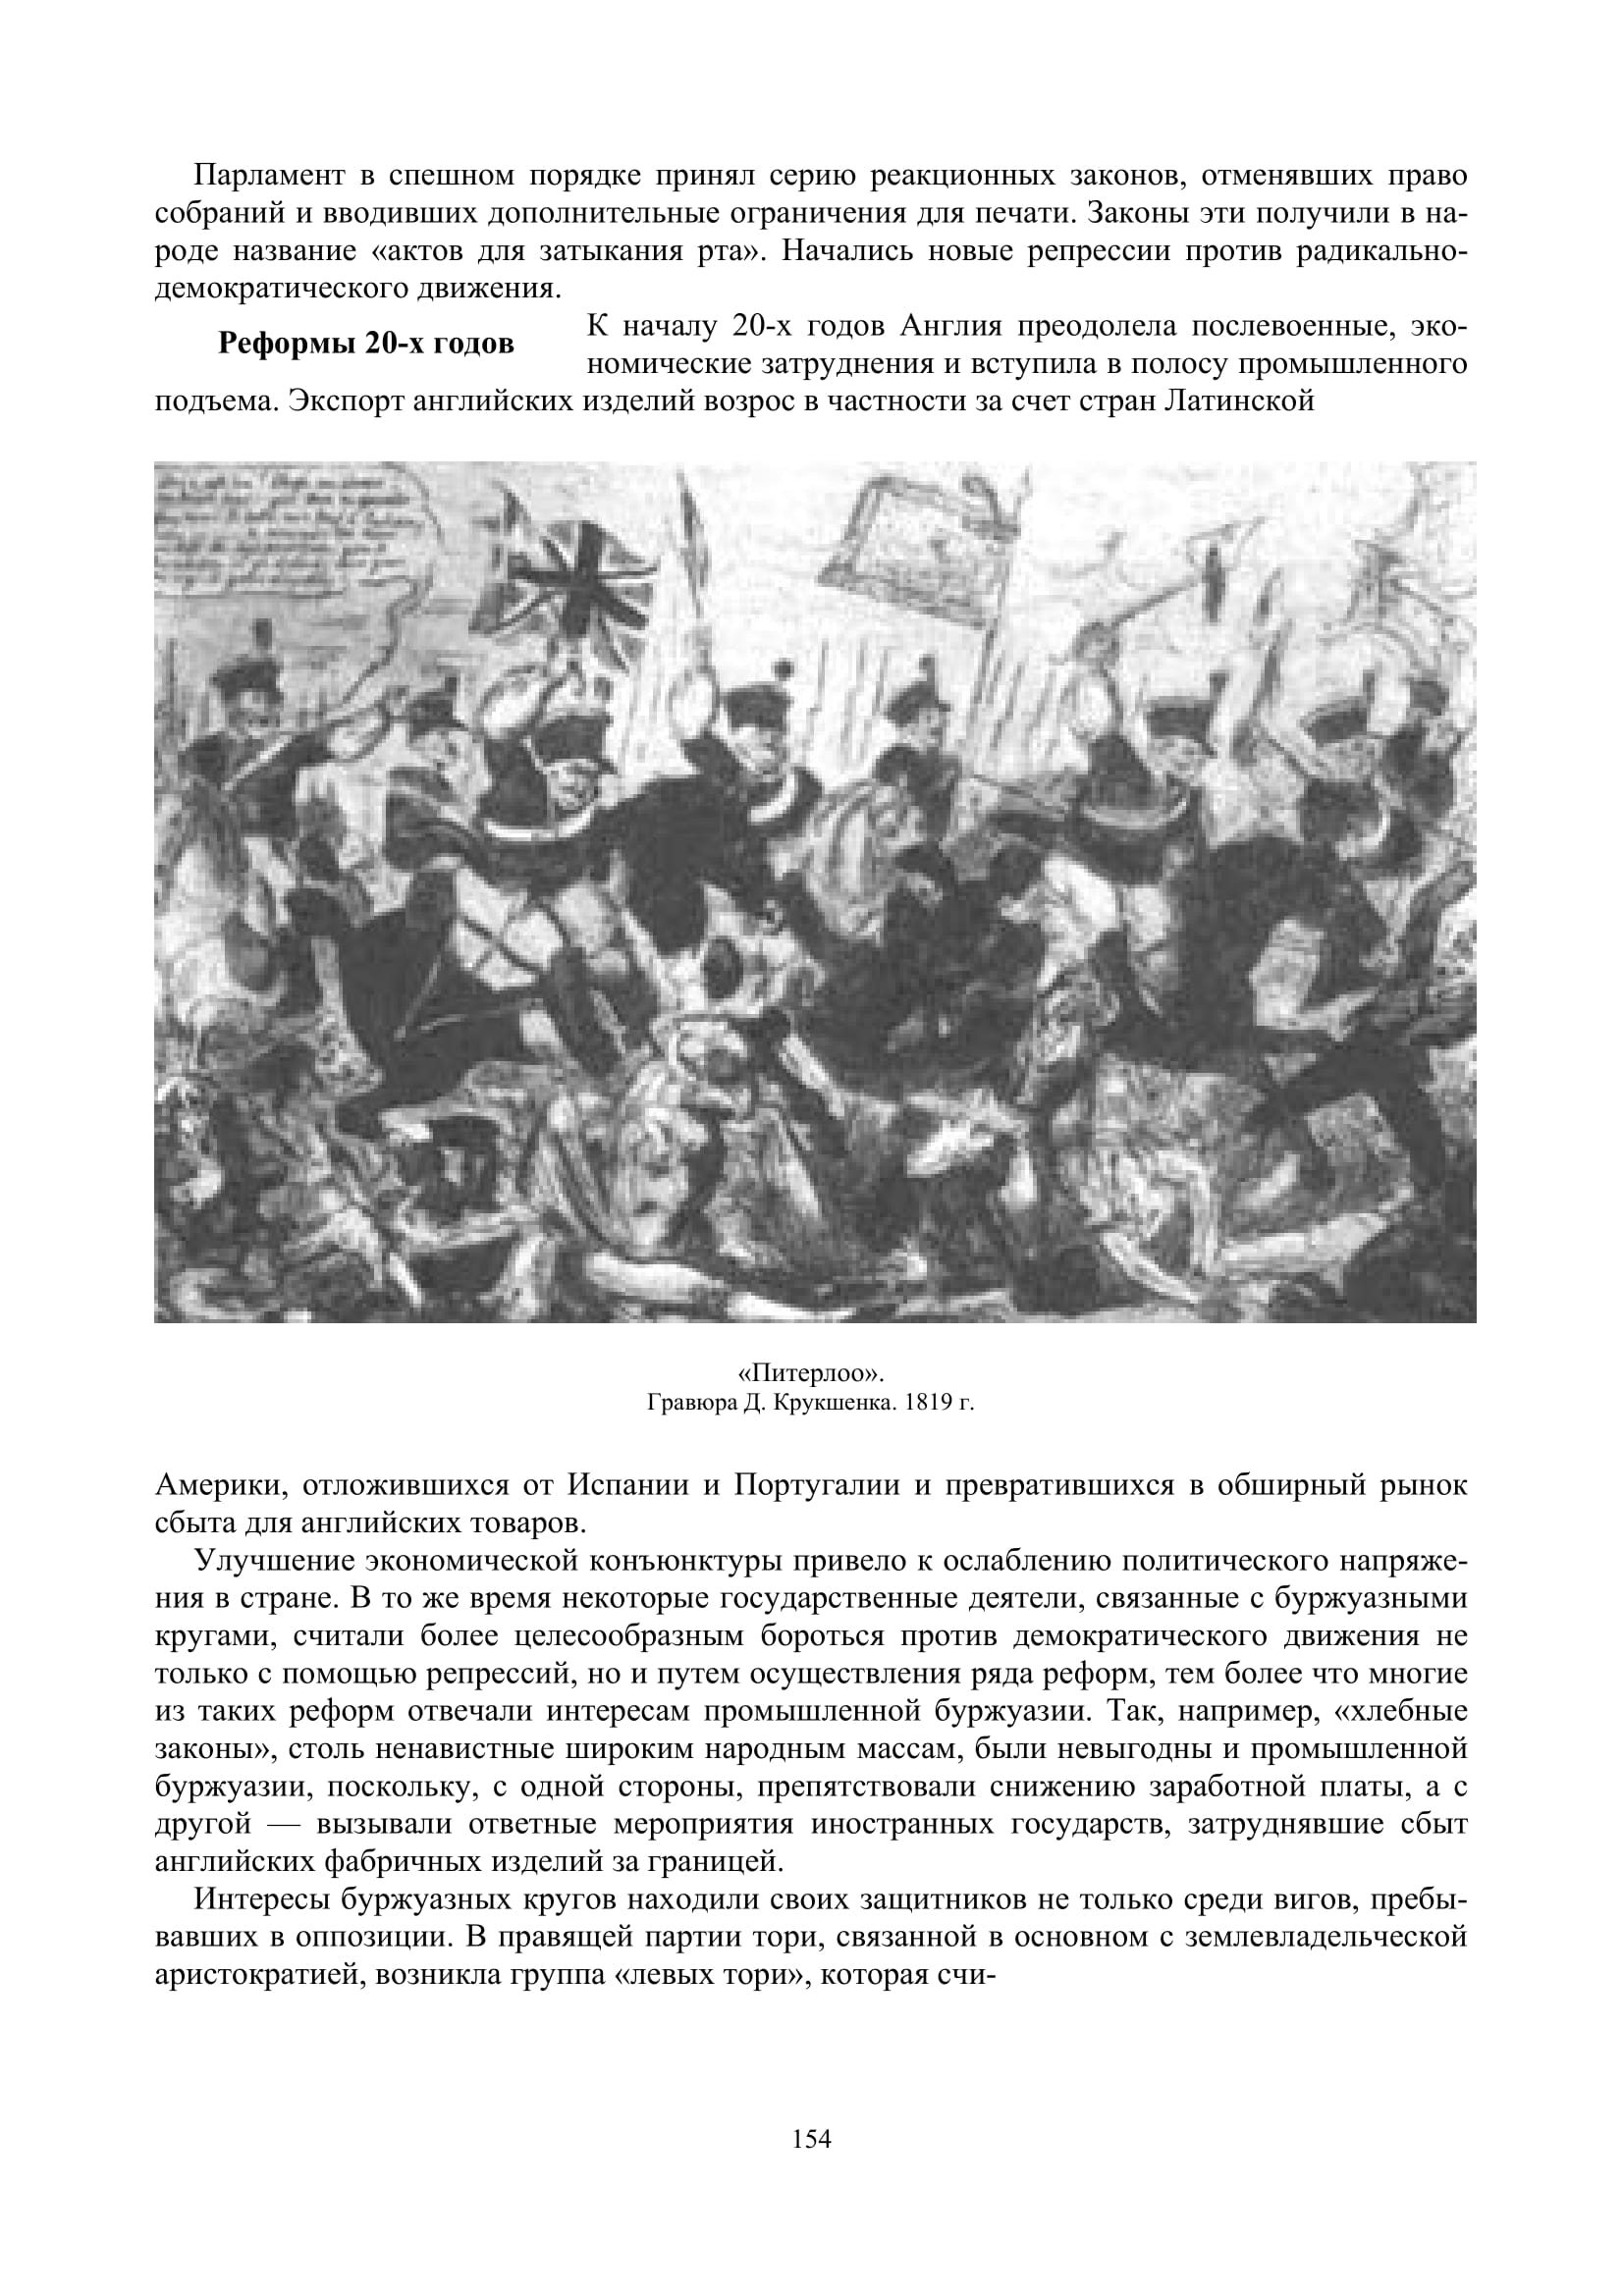 Парламент в спешном порядке принял серию реакционных законов, отменявших право
собраний и вводивших дополнительные ограничения для печати. Законы эти получили в на-
роде название «актов для затыкания рта». Начались новые репрессии против радикально-
демократического движения.
Реформы 20-х годов
К началу 20-х годов Англия преодолела послевоенные, эко-
номические затруднения и вступила в полосу промышленного
подъема. Экспорт английских изделий возрос в частности за счет стран Латинской
«Питерлоо».
Гравюра Д. Крукшенка. 1819 г.
Америки, отложившихся от Испании и Португалии и превратившихся в обширный рынок
сбыта для английских товаров.
Улучшение экономической конъюнктуры привело к ослаблению политического напряже-
ния в стране. В то же время некоторые государственные деятели, связанные с буржуазными
кругами, считали более целесообразным бороться против демократического движения не
только с помощью репрессий, но и путем осуществления ряда реформ, тем более что многие
из таких реформ отвечали интересам промышленной буржуазии. Так, например, «хлебные
законы», столь ненавистные широким народным массам, были невыгодны и промышленной
буржуазии, поскольку, с одной стороны, препятствовали снижению заработной платы, а с
другой — вызывали ответные мероприятия иностранных государств, затруднявшие сбыт
английских фабричных изделий за границей.
Интересы буржуазных кругов находили своих защитников не только среди вигов, пребы-
вавших в оппозиции. В правящей партии тори, связанной в основном с землевладельческой
аристократией, возникла группа «левых тори», которая счи-
154